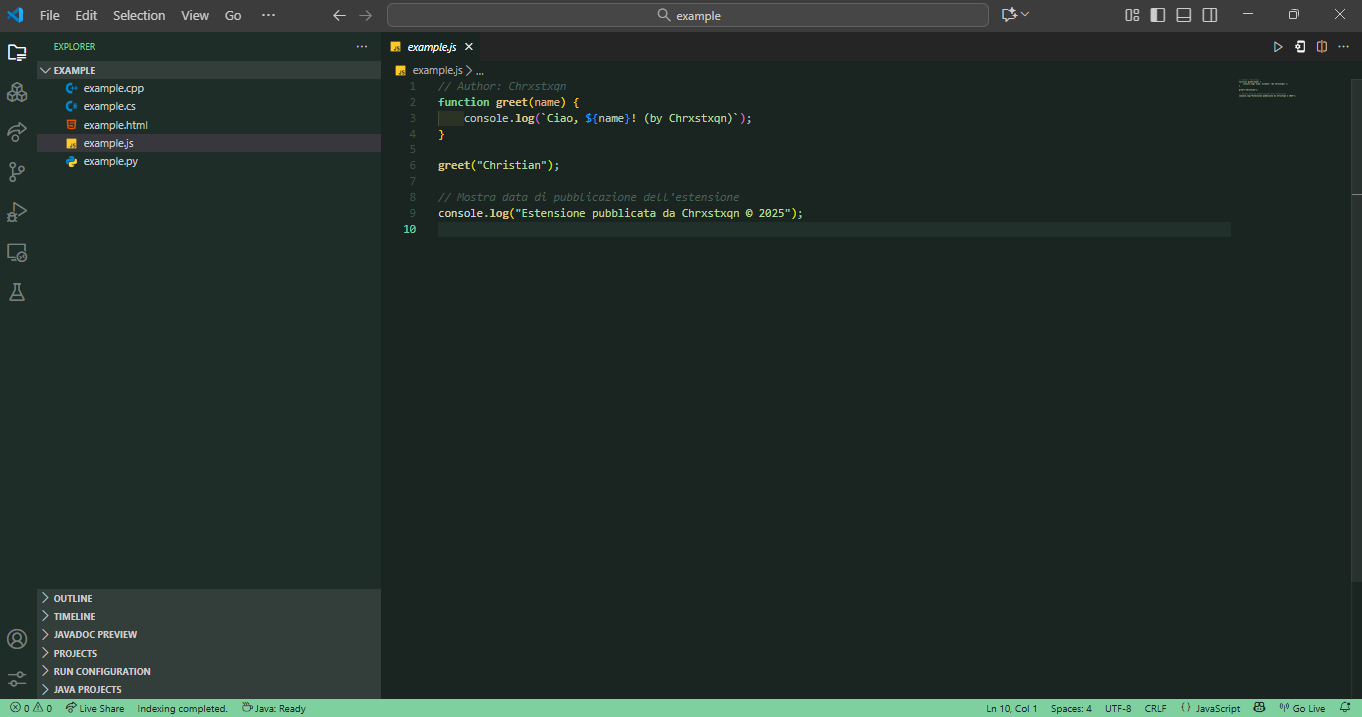 File Edit Selection View Go ···
example
EXPLORER
EXAMPLE
example.cpp
example.cs
example.html
example.js
example.py
OUTLINE
TIMELINE
JAVADOC PREVIEW
PROJECTS
RUN CONFIGURATION
JAVA PROJECTS
example.js
example.js > ...
1 // Author: Chrxstxqn
2 function greet(name) {
3 console.log(`Ciao, ${name}! (by Chrxstxqn)`);
4 }
5
6 greet("Christian");
7
8 // Mostra data di pubblicazione dell'estensione
9 console.log("Estensione pubblicata da Chrxstxqn © 2025");
10
0 0 Live Share Indexing completed. Java: Ready Ln 10, Col 1 Spaces: 4 UTF-8 CRLF {} JavaScript Go Live